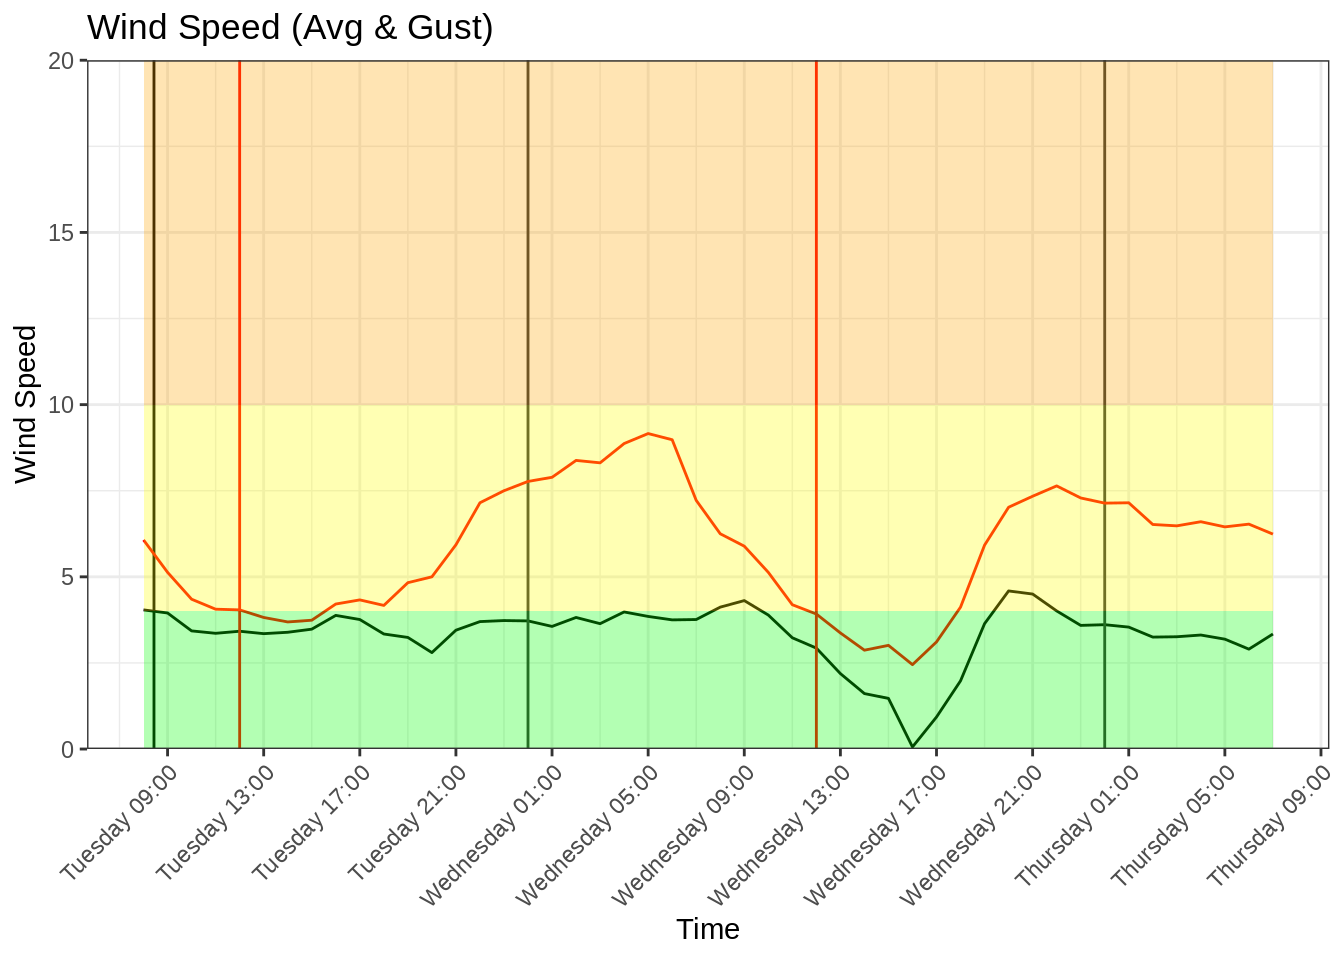 Wind Speed (Avg & Gust)
20
15
10
5
0
Wind Speed
Tuesday 09:00
Tuesday 13:00
Tuesday 17:00
Tuesday 21:00
Wednesday 01:00
Wednesday 05:00
Wednesday 09:00
Wednesday 13:00
Wednesday 17:00
Wednesday 21:00
Thursday 01:00
Thursday 05:00
Thursday 09:00
Time